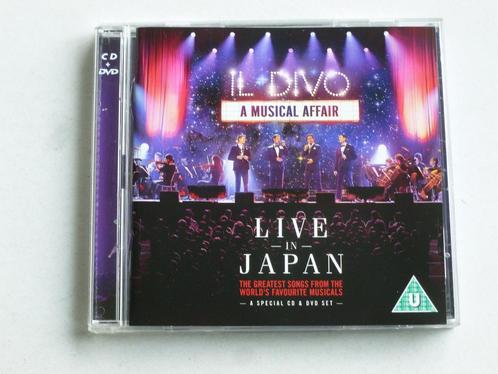 CD
+DVD
IL DIVO
A MUSICAL AFFAIR
LIVE
IN
JAPAN
THE GREATEST SONGS FROM THE
WORLD'S FAVOURITE MUSICALS
A SPECIAL CD & DVD SET
U